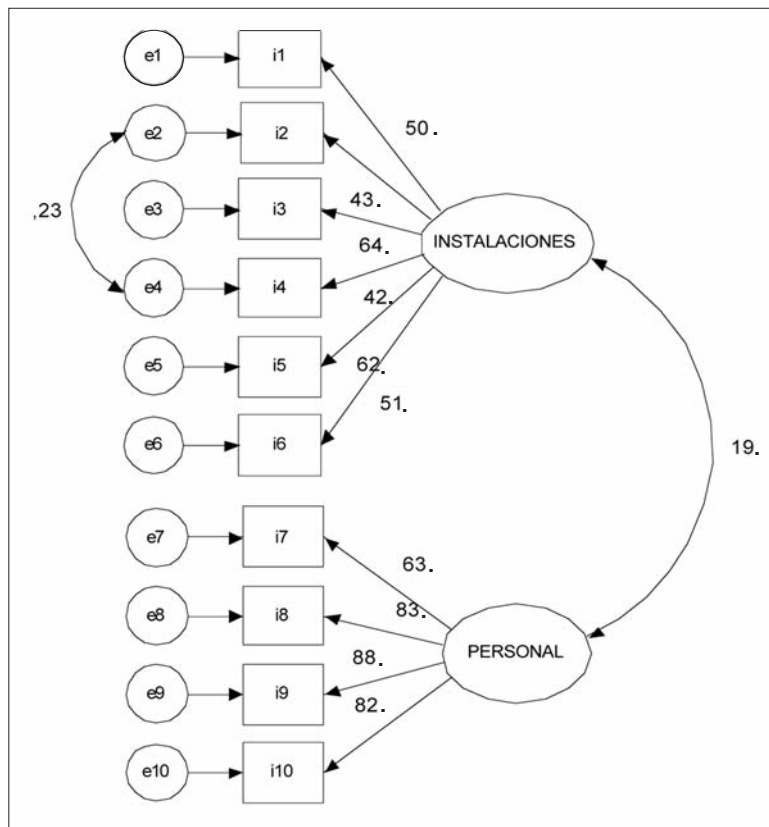 e1
i1
50.
e2
i2
,23
e3
i3
43.
INSTALACIONES
64.
e4
i4
42.
e5
i5
62.
51.
e6
i6
19.
e7
i7
63.
e8
i8
83.
PERSONAL
88.
e9
i9
82.
e10
i10